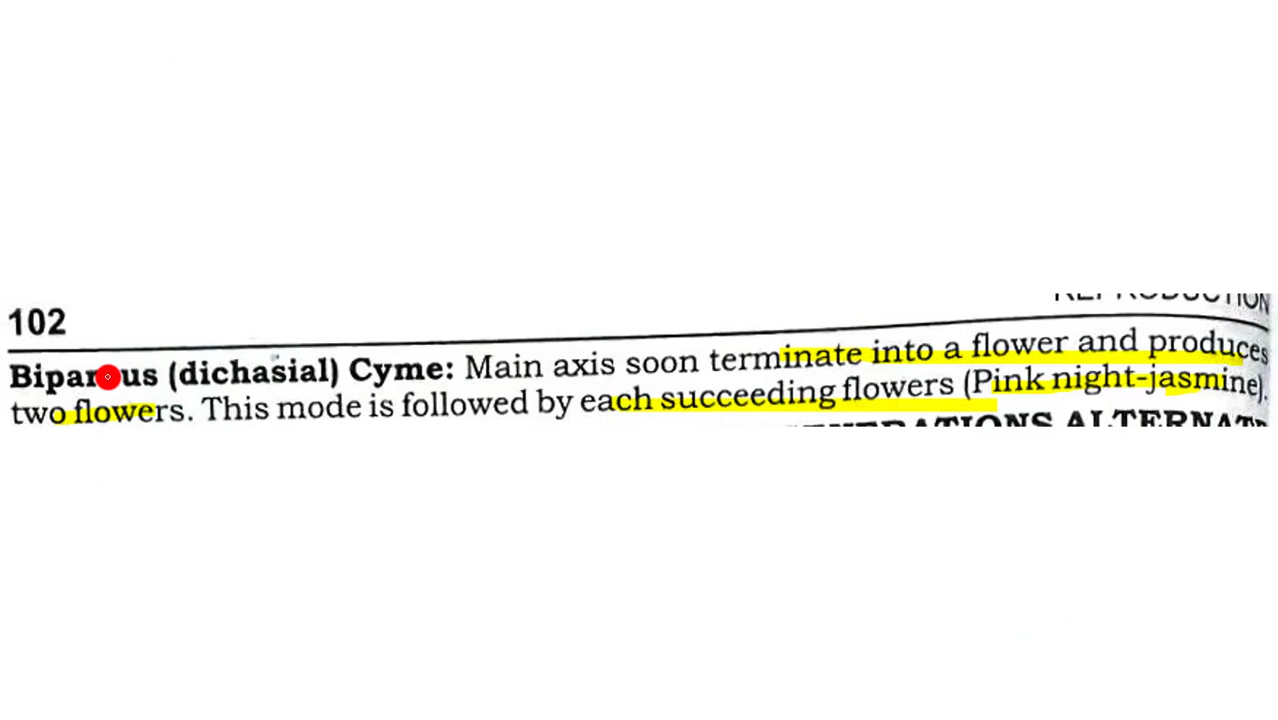 102
REPRODUCTION
Biparous (dichasial) Cyme: Main axis soon terminate into a flower and produces
two flowers. This mode is followed by each succeeding flowers (Pink night-jasmine).